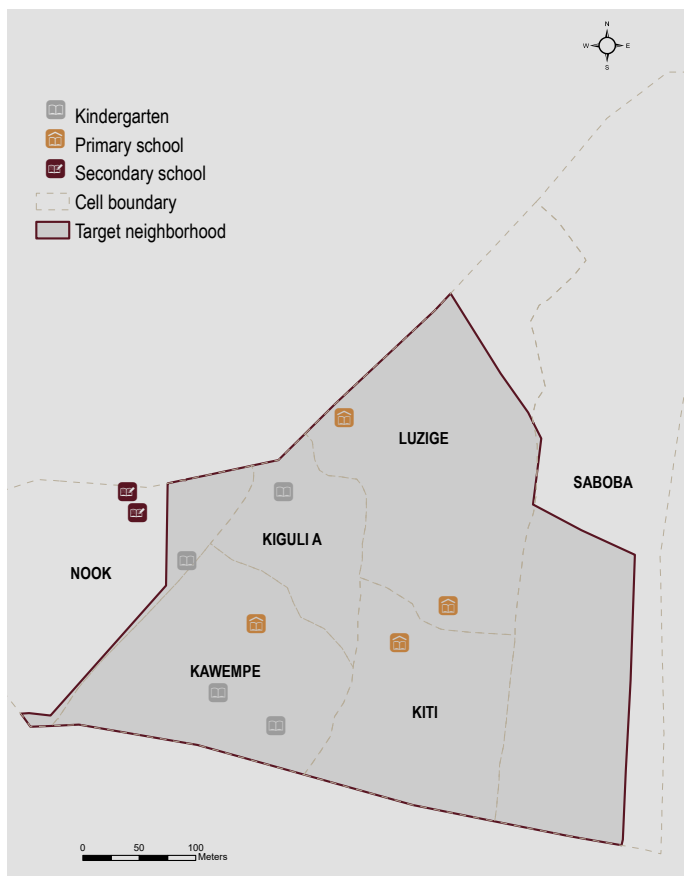 N
W E
S
Kindergarten
Primary school
Secondary school
Cell boundary
Target neighborhood
LUZIGE
SABOBA
KIGULI A
NOOK
KAWEMPE
KITI
0 50 100
Meters